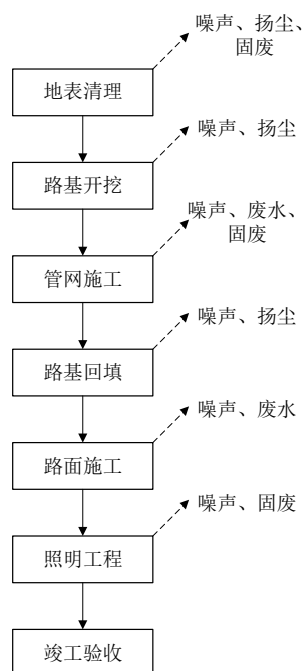 噪声、扬尘、
固废
地表清理
噪声、扬尘
路基开挖
噪声、废水、
固废
管网施工
噪声、扬尘
路基回填
噪声、废水
路面施工
噪声、固废
照明工程
竣工验收